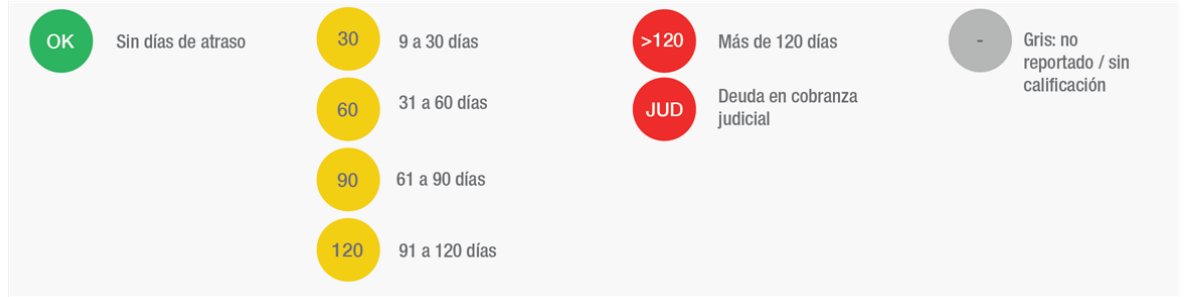 OK
Sin días de atraso
30
9 a 30 días
60
31 a 60 días
90
61 a 90 días
120
91 a 120 días
>120
Más de 120 días
JUD
Deuda en cobranza
judicial
-
Gris: no
reportado / sin
calificación